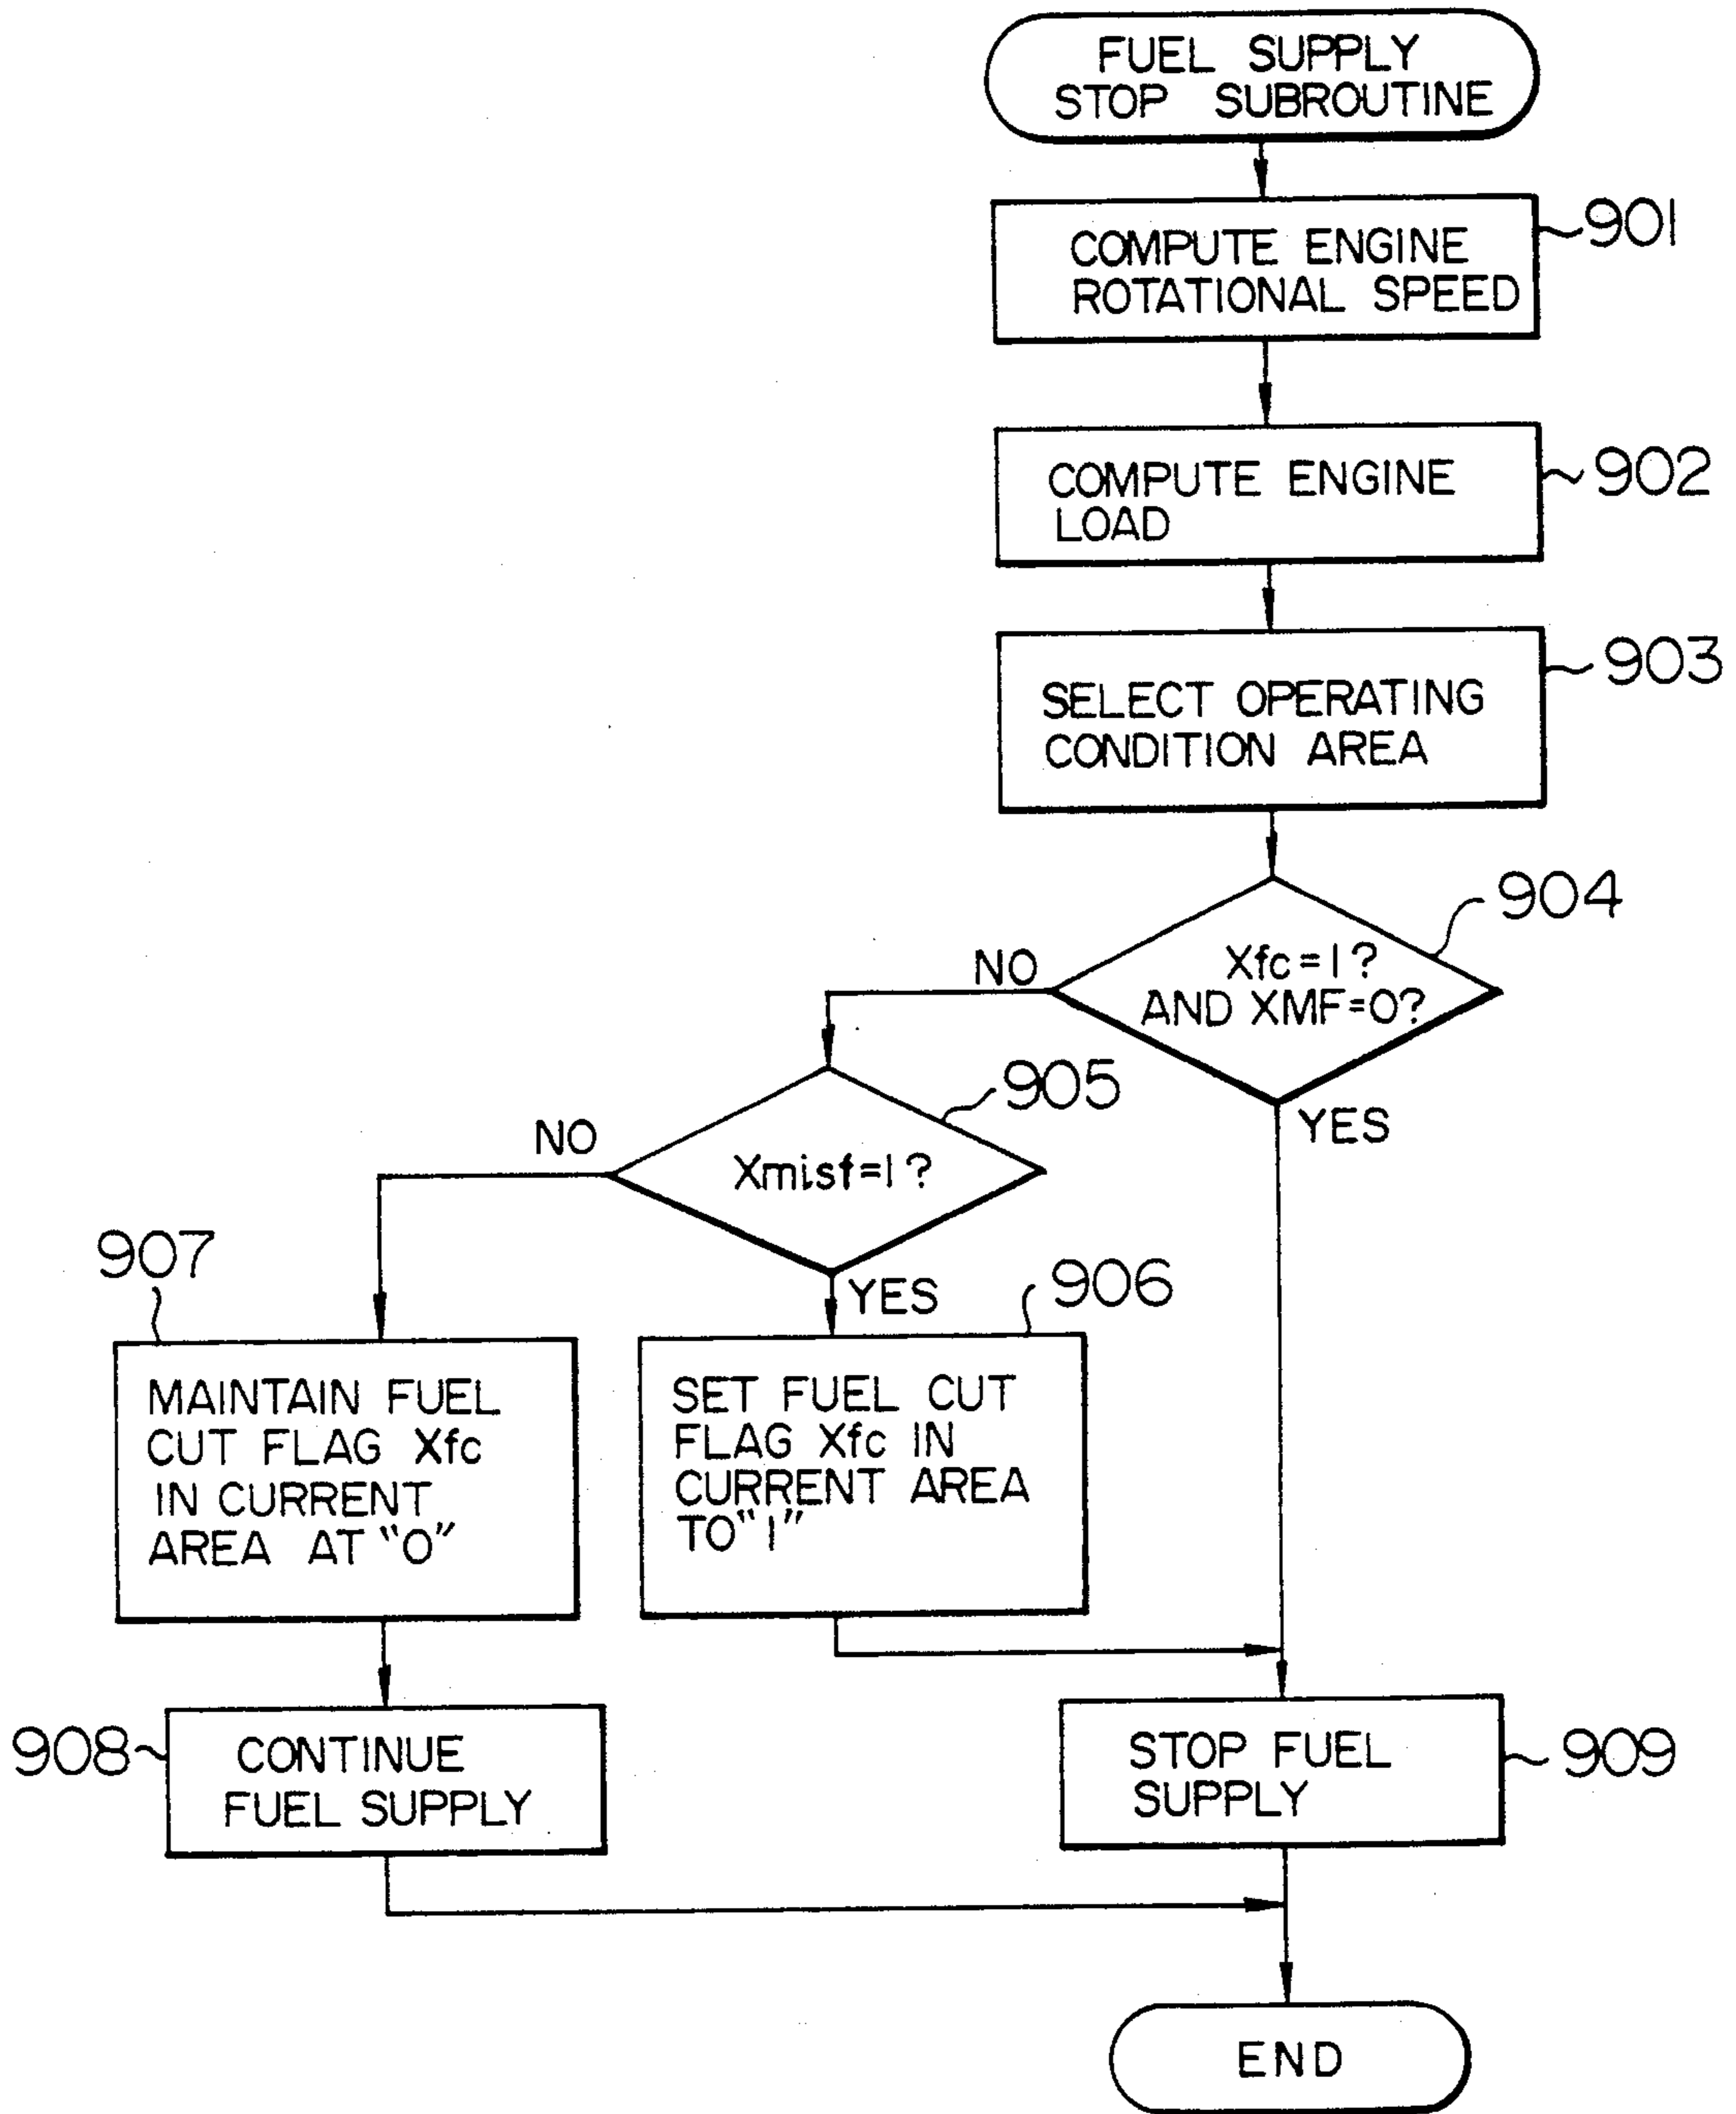 FUEL SUPPLY
STOP SUBROUTINE
COMPUTE ENGINE
ROTATIONAL SPEED
901
COMPUTE ENGINE
LOAD
902
SELECT OPERATING
CONDITION AREA
903
904
Xfc=1?
AND XMF=0?
NO
YES
905
Xmisf=1?
NO
YES
907
906
MAINTAIN FUEL
CUT FLAG Xfc
IN CURRENT
AREA AT "0"
SET FUEL CUT
FLAG Xfc IN
CURRENT AREA
TO "1"
908
CONTINUE
FUEL SUPPLY
STOP FUEL
SUPPLY
909
END